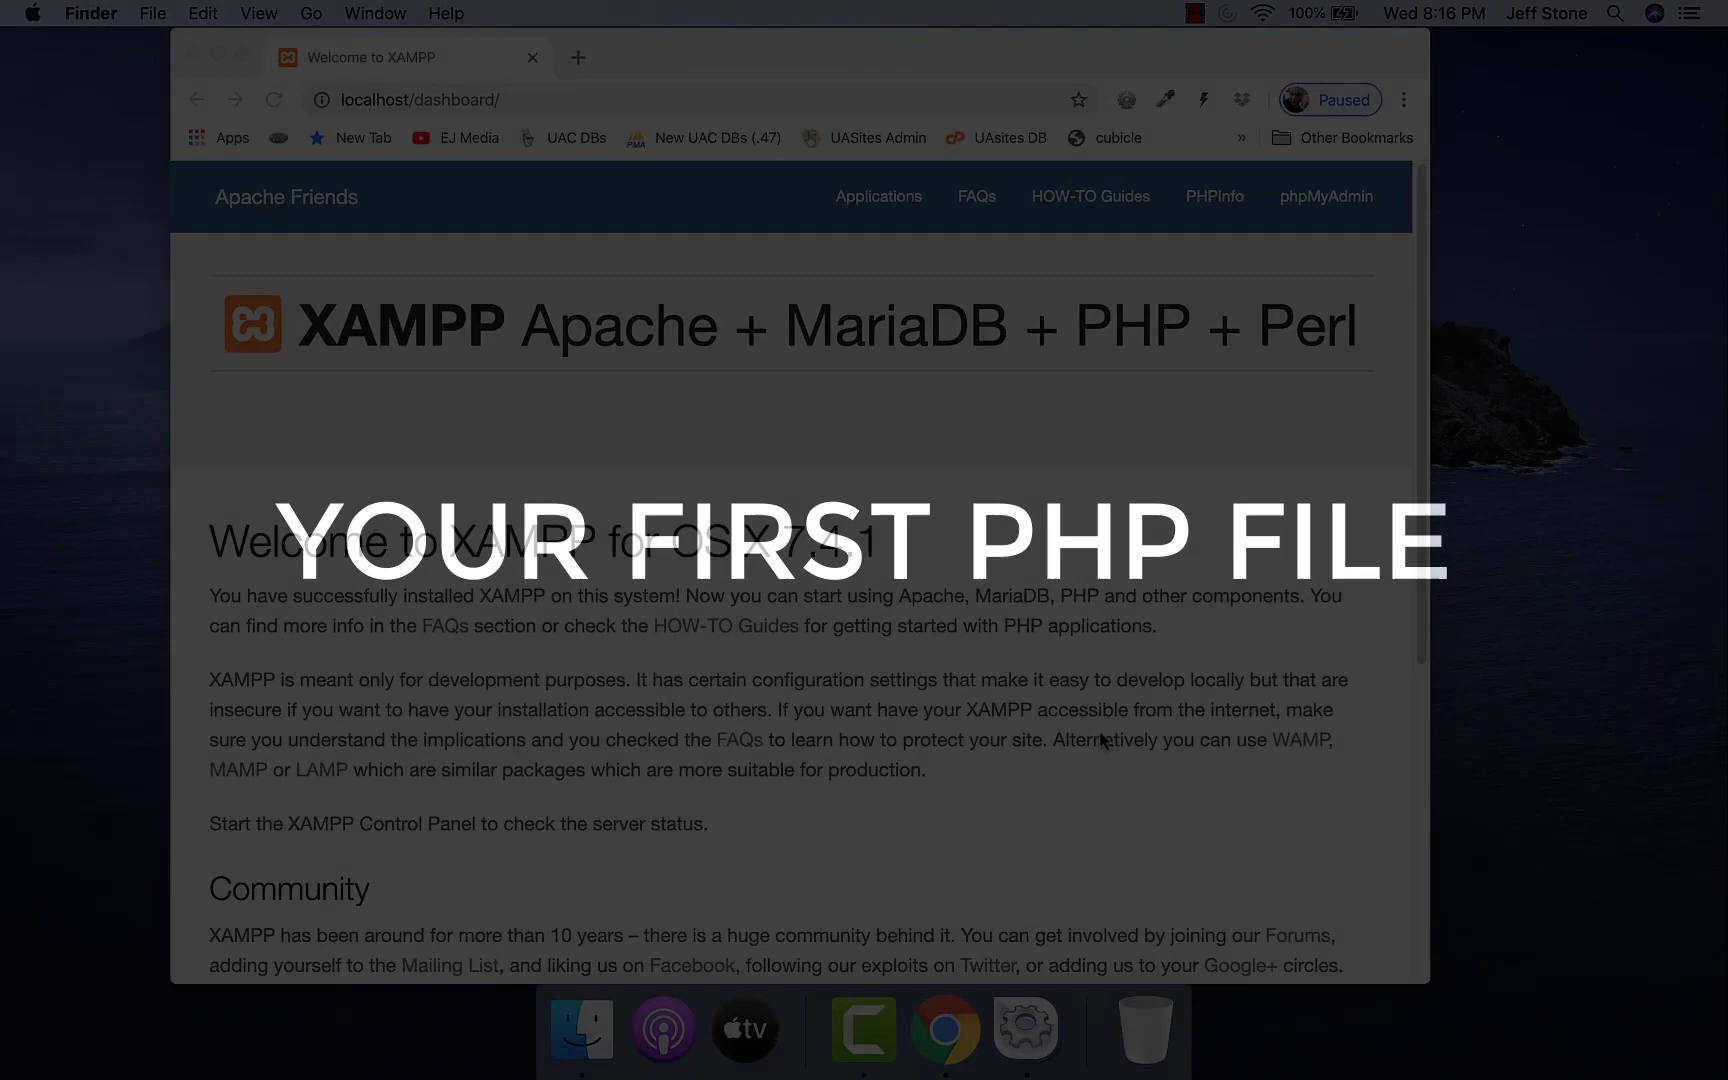 Finder File Edit View Go Window Help 100% Wed 8:16 PM Jeff Stone
Welcome to XAMPP
localhost/dashboard/ Paused
Apps New Tab EJ Media UAC DBs PMA New UAC DBs (.47) UASites Admin UAsites DB cubicle » Other Bookmarks
Apache Friends Applications FAQs HOW-TO Guides PHPInfo phpMyAdmin
XAMPP Apache + MariaDB + PHP + Perl
YOUR FIRST PHP FILE
Welcome to XAMPP for OS X 7.4.1
You have successfully installed XAMPP on this system! Now you can start using Apache, MariaDB, PHP and other components. You
can find more info in the FAQs section or check the HOW-TO Guides for getting started with PHP applications.
XAMPP is meant only for development purposes. It has certain configuration settings that make it easy to develop locally but that are
insecure if you want to have your installation accessible to others. If you want have your XAMPP accessible from the internet, make
sure you understand the implications and you checked the FAQs to learn how to protect your site. Alternatively you can use WAMP,
MAMP or LAMP which are similar packages which are more suitable for production.
Start the XAMPP Control Panel to check the server status.
Community
XAMPP has been around for more than 10 years – there is a huge community behind it. You can get involved by joining our Forums,
adding yourself to the Mailing List, and liking us on Facebook, following our exploits on Twitter, or adding us to your Google+ circles.
tv